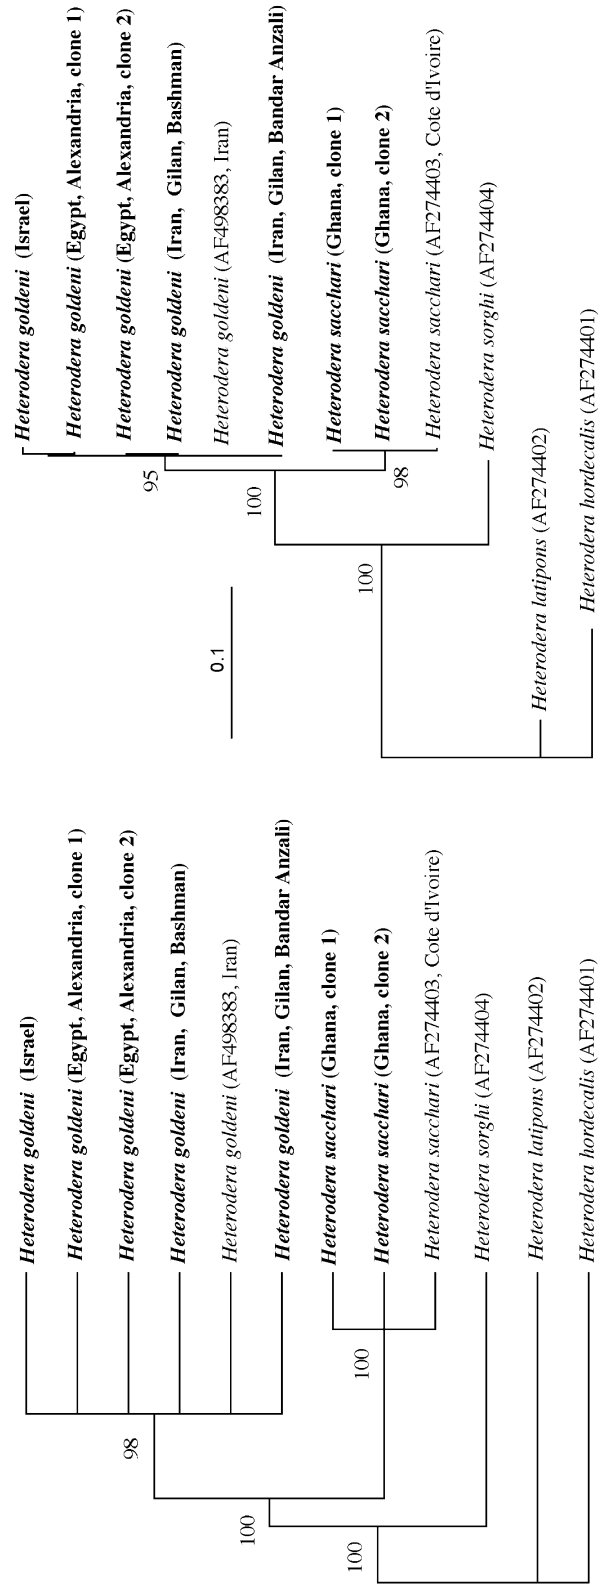 Heterodera goldeni (Israel)
Heterodera goldeni (Egypt, Alexandria, clone 1)
Heterodera goldeni (Egypt, Alexandria, clone 2)
Heterodera goldeni (Iran, Gilan, Bashman)
Heterodera goldeni (AF498383, Iran)
Heterodera goldeni (Iran, Gilan, Bandar Anzali)
Heterodera sacchari (Ghana, clone 1)
Heterodera sacchari (Ghana, clone 2)
Heterodera sacchari (AF274403, Cote d'Ivoire)
Heterodera sorghi (AF274404)
Heterodera latipons (AF274402)
Heterodera hordecalis (AF274401)
98
100
100
100
Heterodera goldeni (Israel)
Heterodera goldeni (Egypt, Alexandria, clone 1)
Heterodera goldeni (Egypt, Alexandria, clone 2)
Heterodera goldeni (Iran, Gilan, Bashman)
Heterodera goldeni (AF498383, Iran)
Heterodera goldeni (Iran, Gilan, Bandar Anzali)
Heterodera sacchari (Ghana, clone 1)
Heterodera sacchari (Ghana, clone 2)
Heterodera sacchari (AF274403, Cote d'Ivoire)
Heterodera sorghi (AF274404)
Heterodera latipons (AF274402)
Heterodera hordecalis (AF274401)
95
100
98
100
0.1